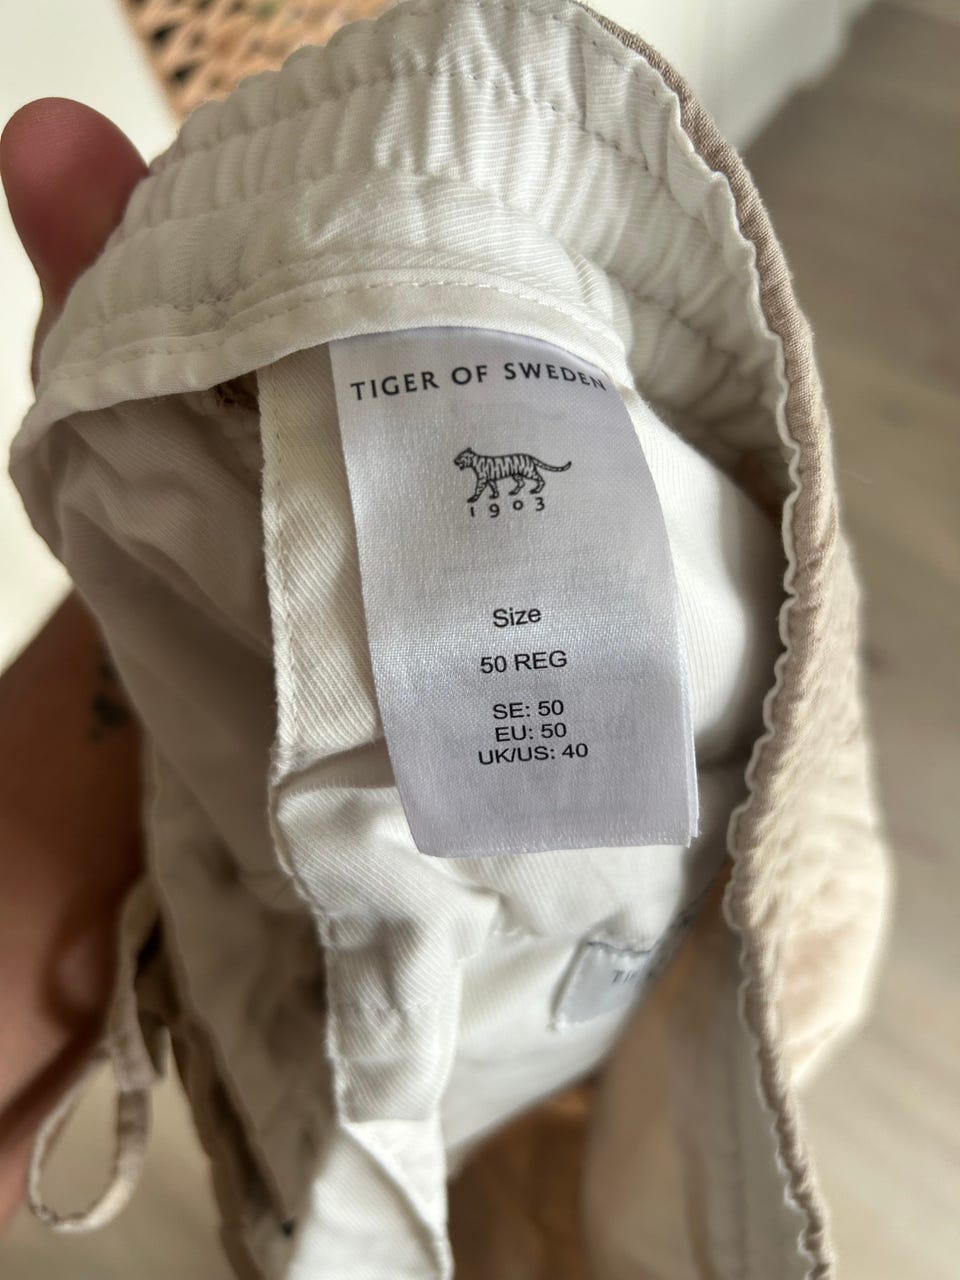 TIGER OF SWEDEN
1903
Size
50 REG
SE: 50
EU: 50
UK/US: 40